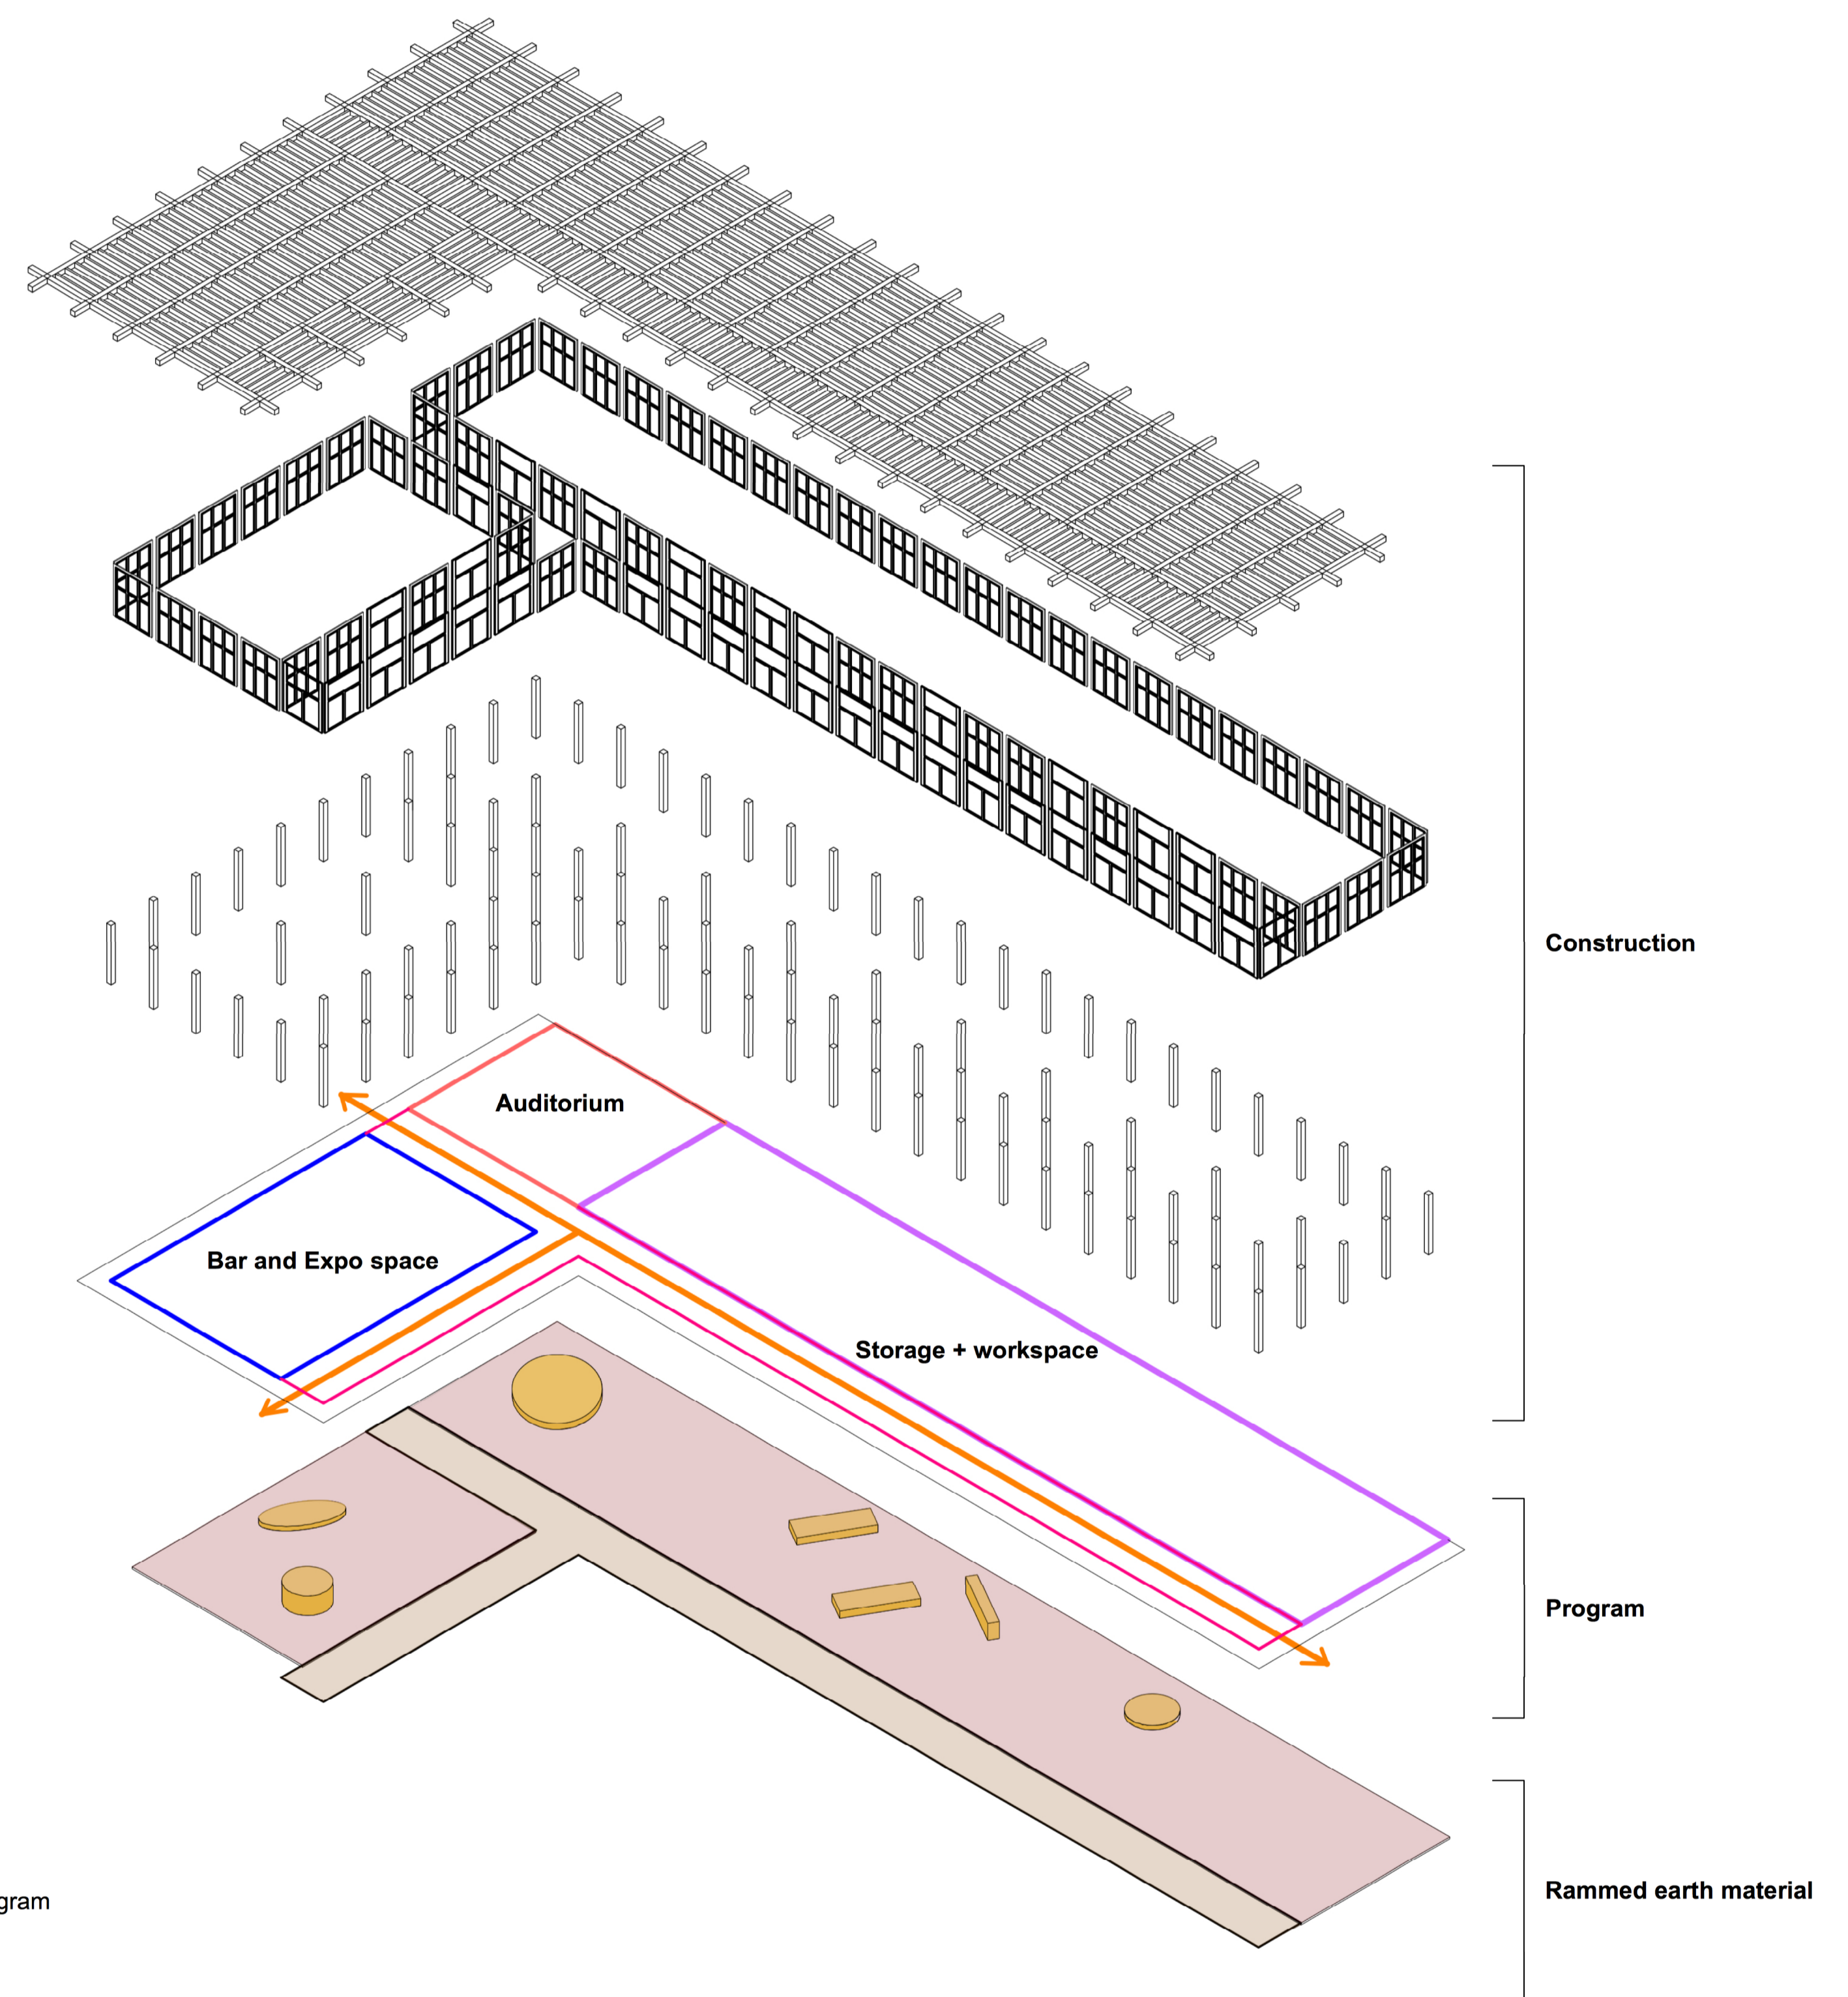 Construction
Auditorium
Bar and Expo space
Storage + workspace
Program
Rammed earth material
gram